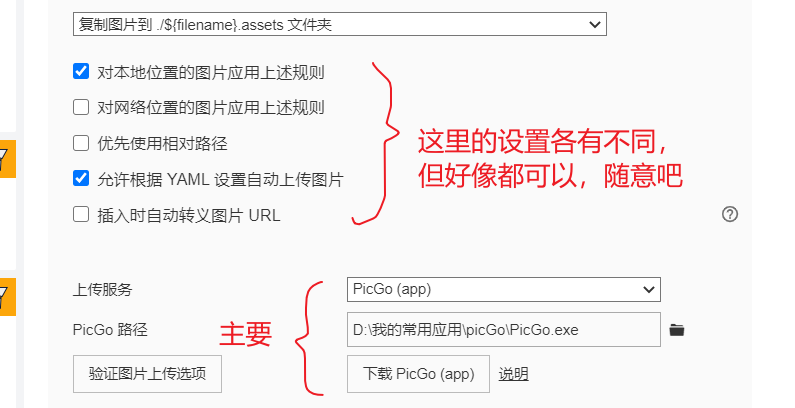 复制图片到 ./${filename}.assets 文件夹
对本地位置的图片应用上述规则
对网络位置的图片应用上述规则
优先使用相对路径
允许根据 YAML 设置自动上传图片
插入时自动转义图片 URL
这里的设置各有不同，
但好像都可以，随意吧
上传服务
PicGo (app)
PicGo 路径
D:\我的常用应用\picGo\PicGo.exe
主要
验证图片上传选项
下载 PicGo (app)
说明